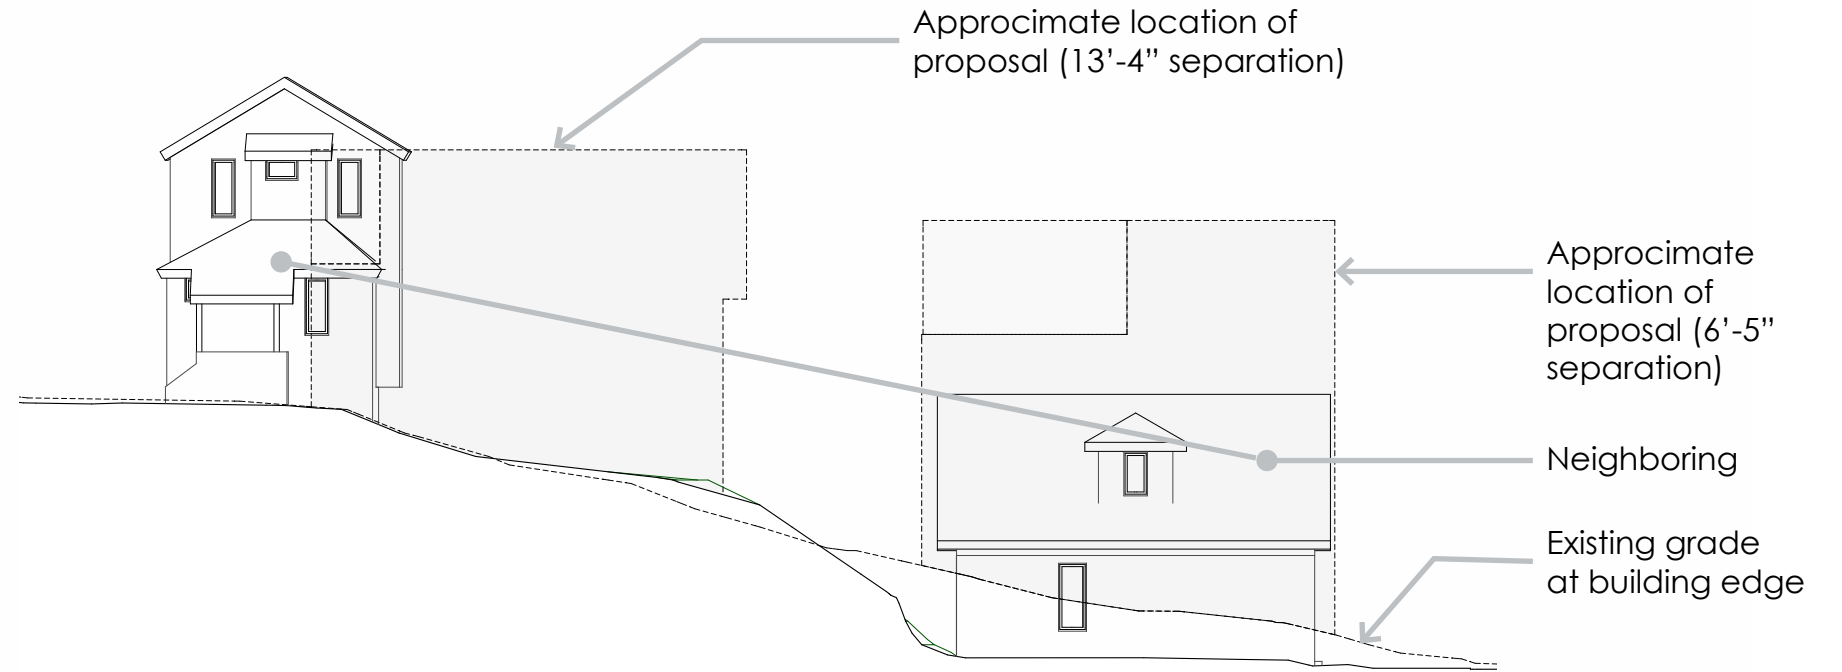 Approcimate location of
proposal (13’-4” separation)
Approcimate
location of
proposal (6’-5”
separation)
Neighboring
Existing grade
at building edge